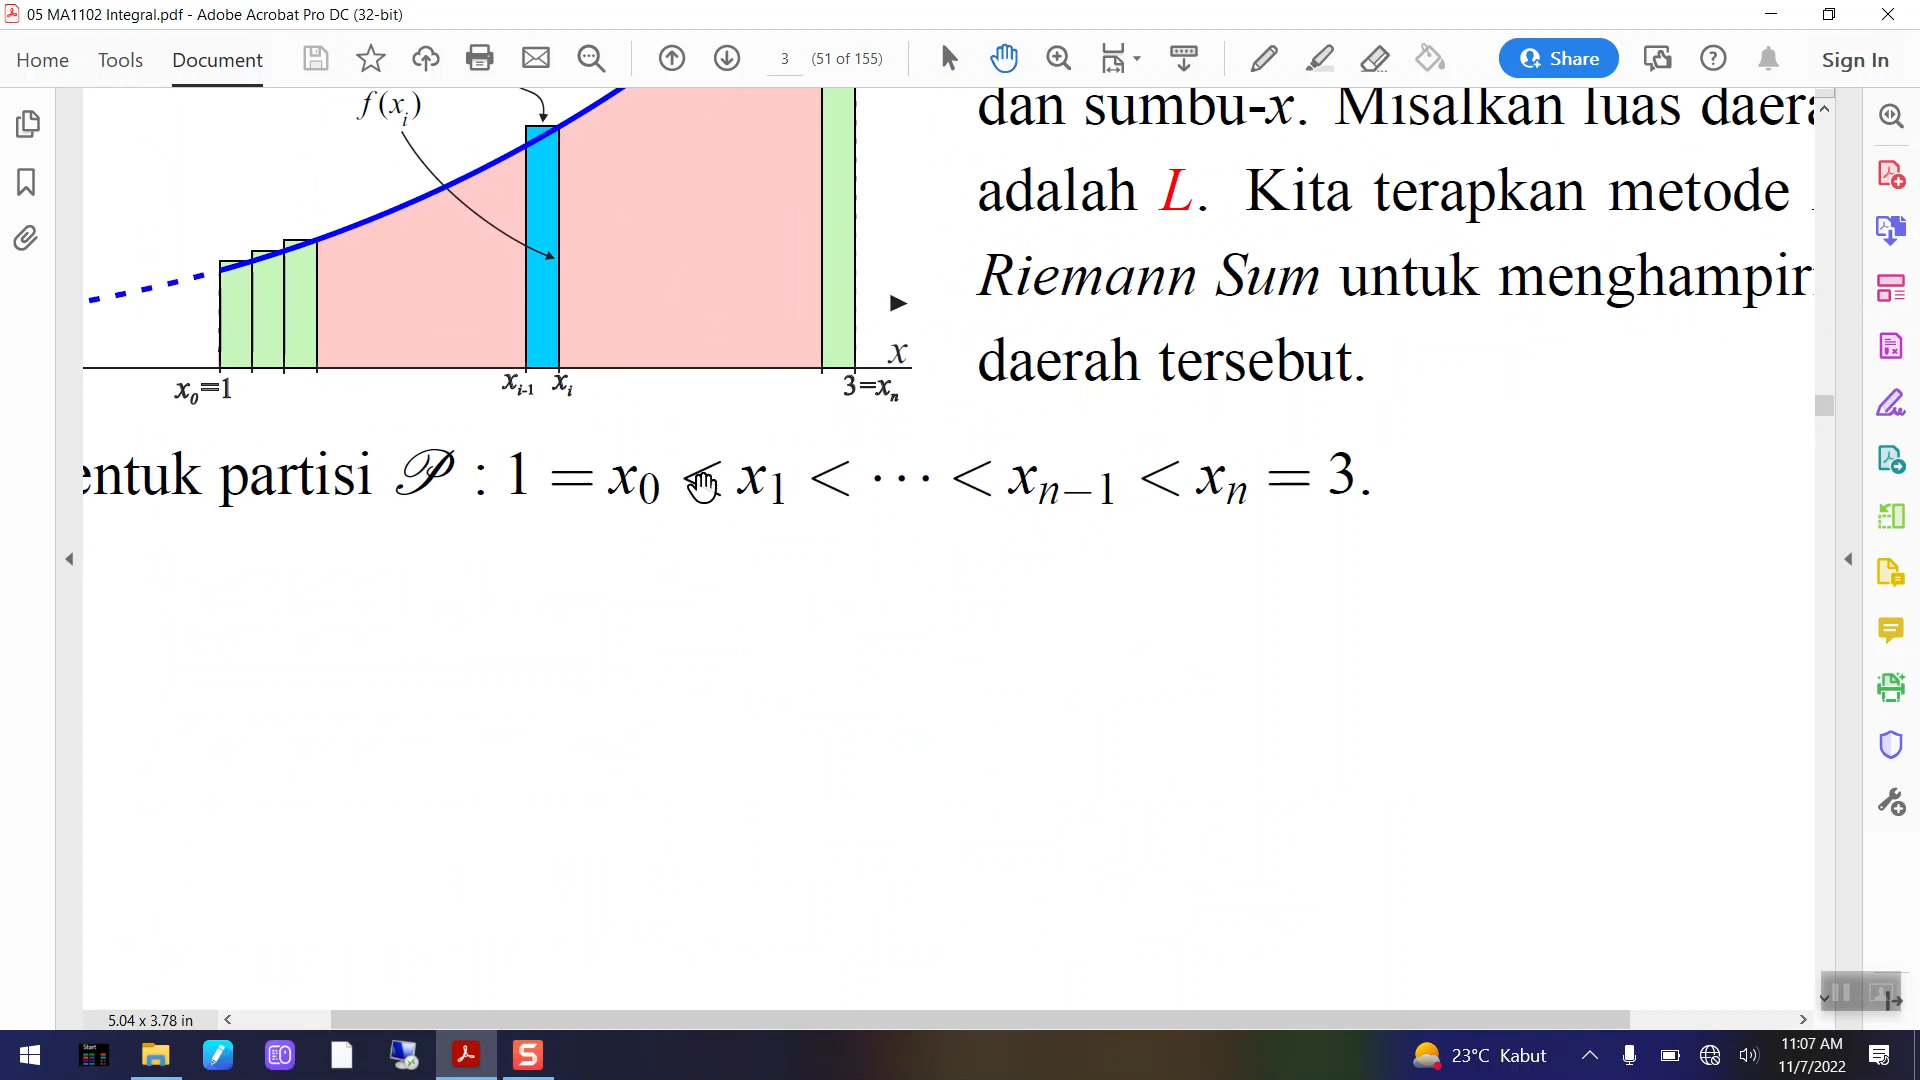 05 MA1102 Integral.pdf - Adobe Acrobat Pro DC (32-bit)
Home Tools Document 3 (51 of 155) Share Sign In
f(xᵢ)
dan sumbu-x. Misalkan luas daera
adalah L. Kita terapkan metode
Riemann Sum untuk menghampiri
daerah tersebut.
x
x₀=1 xᵢ₋₁ xᵢ 3=xₙ
entuk partisi 𝒫 : 1 = x₀ < x₁ < ⋯ < xₙ₋₁ < xₙ = 3.
5.04 x 3.78 in
Start
23°C Kabut
11:07 AM
11/7/2022